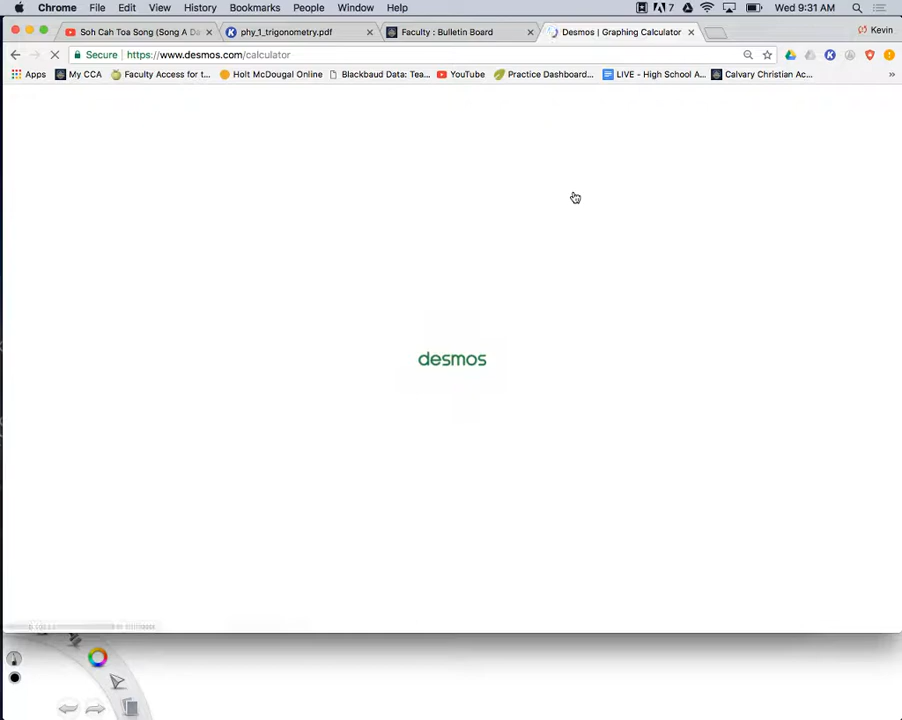 Chrome File Edit View History Bookmarks People Window Help 7 Wed 9:31 AM
Soh Cah Toa Song (Song A Da phy_1_trigonometry.pdf Faculty : Bulletin Board Desmos | Graphing Calculator Kevin
Secure https://www.desmos.com/calculator
Apps My CCA Faculty Access for t... Holt McDougal Online Blackbaud Data: Tea... YouTube Practice Dashboard... LIVE - High School A... Calvary Christian Ac... »
desmos